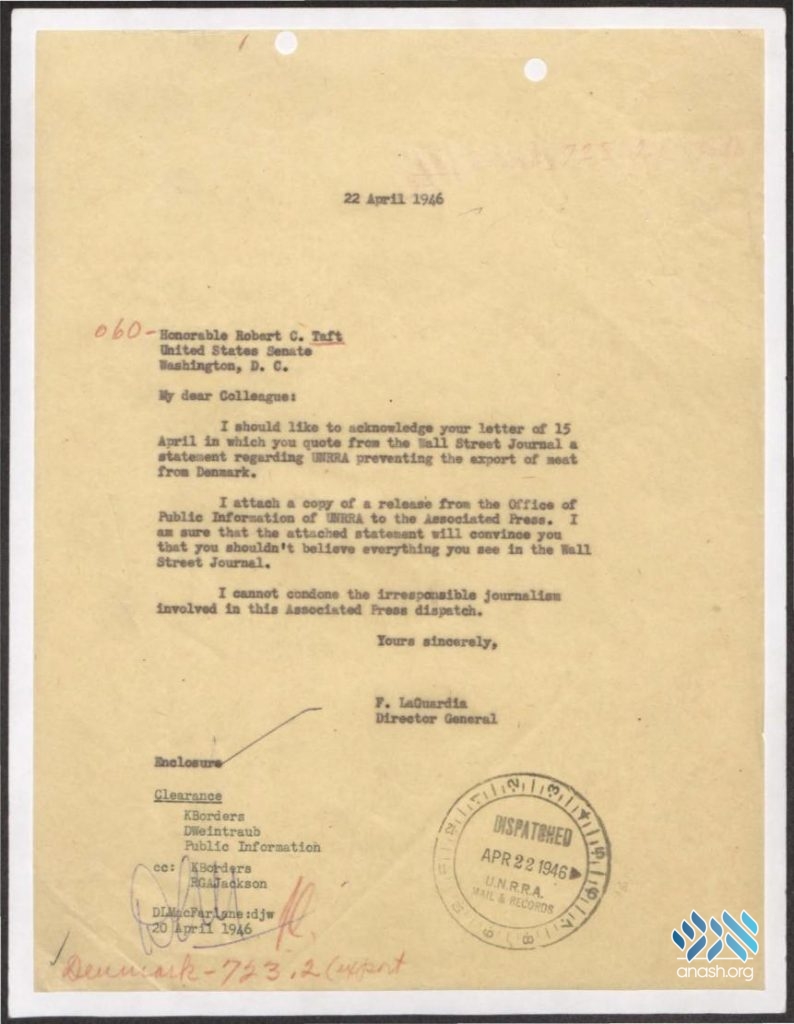 22 April 1946
060 - Honorable Robert C. Taft
United States Senate
Washington, D. C.
My dear Colleague:
I should like to acknowledge your letter of 15
April in which you quote from the Wall Street Journal a
statement regarding UNRRA preventing the export of meat
from Denmark.
I attach a copy of a release from the Office of
Public Information of UNRRA to the Associated Press. I
am sure that the attached statement will convince you
that you shouldn't believe everything you see in the Wall
Street Journal.
I cannot condone the irresponsible journalism
involved in this Associated Press dispatch.
Yours sincerely,
F. LaGuardia
Director General
Enclosure
Clearance
KBorders
DWeintraub
Public Information
cc: KBorders
RGAJackson
DLMacFarlane:djw
20 April 1946
DISPATCHED
APR 22 1946
U.N.R.R.A.
MAIL & RECORDS
Denmark - 723.2 (export
anash.org